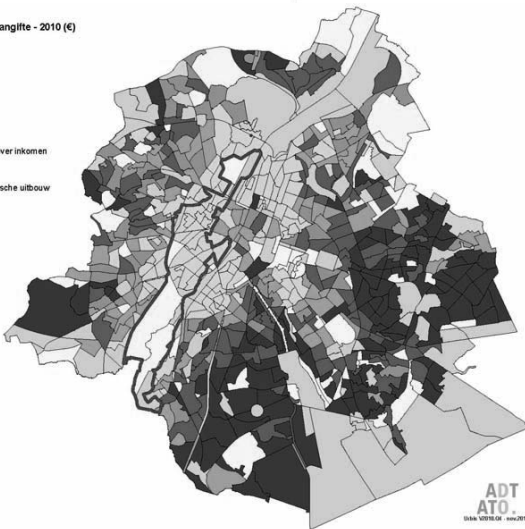 angifte - 2010 (€)
ver inkomen
sche uitbouw
ADT
ATO.